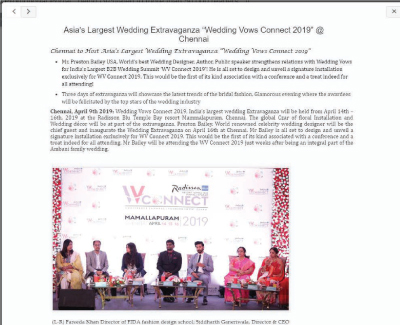 Asia's Largest Wedding Extravaganza "Wedding Vows Connect 2019" @
Chennai
Chennai to Host Asia's Largest Wedding Extravaganza "Wedding Vows Connect 2019"
• Mr. Preston Bailey USA, World's best Wedding Designer, Author, Public speaker strengthens relations with Wedding Vows
for India's Largest B2B Wedding Summit 'WV Connect 2019'! He is all set to design and unveil a signature installation
exclusively for WV Connect 2019. This would be the first of its kind association with a conference and a treat indeed for
all attending!
• Three days of extravaganza will showcase the latest trends of the bridal fashion, Glamorous evening where the awardees
will be felicitated by the top stars of the wedding industry
Chennai, April 9th 2019: Wedding Vows Connect 2019, India's largest wedding Extravaganza will be held from April 14th -
16th, 2019 at the Radisson Blu Temple Bay resort Mamallapuram, Chennai. The global Czar of floral Installation and
Wedding décor will be at part of the extravaganza. Preston Bailey, World renowned celebrity wedding designer will be the
chief guest and inaugurate the Wedding Extravaganza on April 16th at Chennai. Mr Bailey is all set to design and unveil a
signature installation exclusively for WV Connect 2019. This would be the first of its kind associated with a conference and a
treat indeed for all attending. Mr Bailey will be attending the WV Connect 2019 just weeks after being an integral part of the
Ambani family wedding.
Radisson
WV
CONNECT
MAMALLAPURAM
2019
(L-R) Director of FIDA fashion design school, Siddharth Ganeriwala, Director & CEO